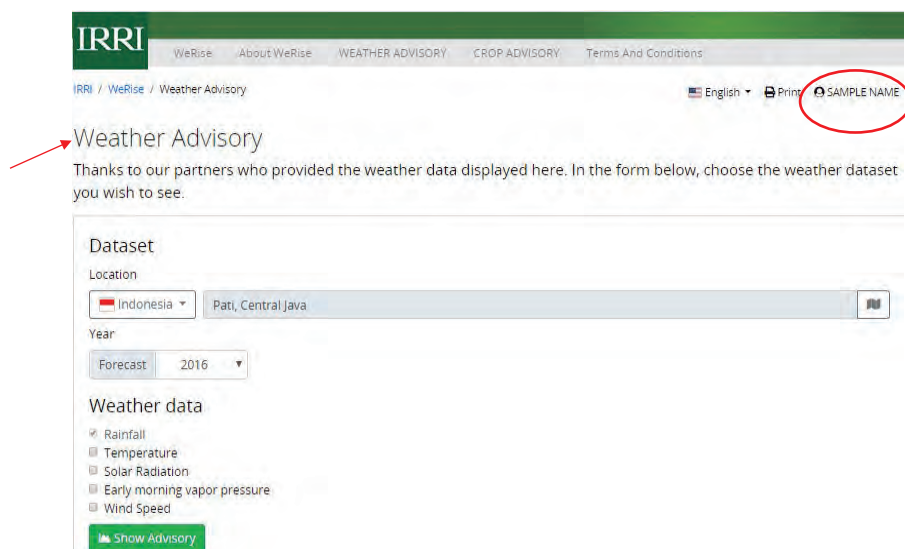 IRRI
WeRise About WeRise WEATHER ADVISORY CROP ADVISORY Terms And Conditions
IRRI / WeRise / Weather Advisory
English Print SAMPLE NAME
Weather Advisory
Thanks to our partners who provided the weather data displayed here. In the form below, choose the weather dataset
you wish to see.
Dataset
Location
Indonesia Pati, Central Java
Year
Forecast 2016
Weather data
Rainfall
Temperature
Solar Radiation
Early morning vapor pressure
Wind Speed
Show Advisory